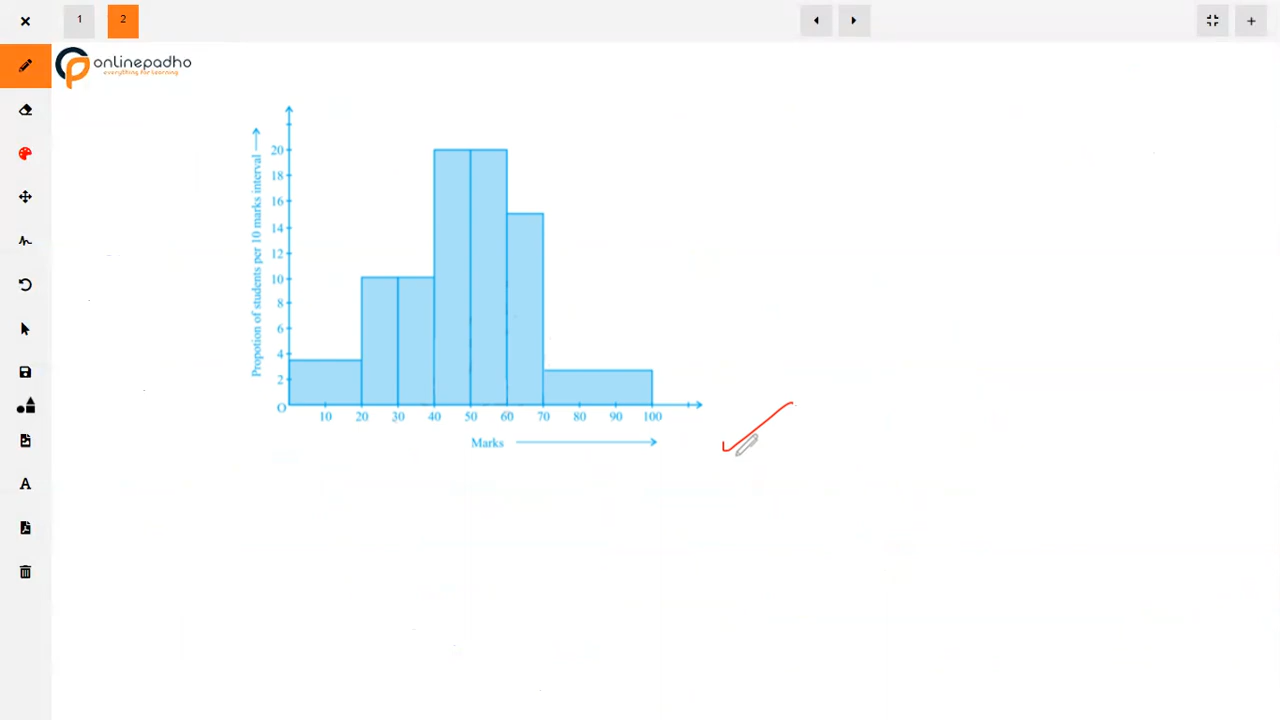 1 2
onlinepadho
everything for learning
Propotion of students per 10 marks interval
20
18
16
14
12
10
8
6
4
2
O
10 20 30 40 50 60 70 80 90 100
Marks
A